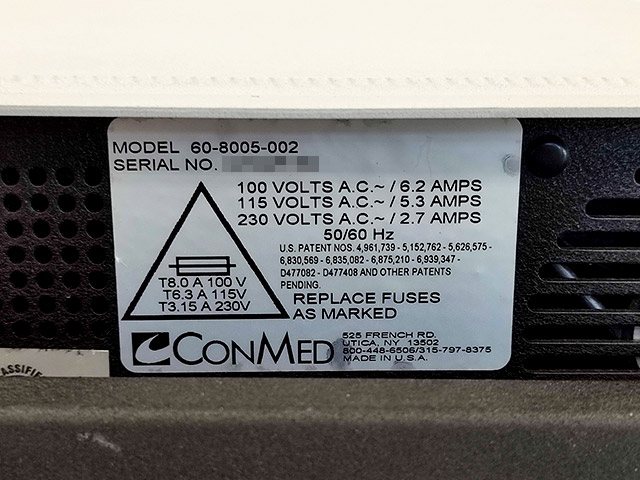 MODEL 60-8005-002
SERIAL NO.
100 VOLTS A.C.~ / 6.2 AMPS
115 VOLTS A.C.~ / 5.3 AMPS
230 VOLTS A.C.~ / 2.7 AMPS
50/60 Hz
U.S. PATENT NOS. 4,961,739 - 5,152,762 - 5,626,575 -
6,830,569 - 6,835,082 - 6,875,210 - 6,939,347 -
D477082 - D477408 AND OTHER PATENTS
PENDING.
T8.0 A 100 V
T6.3 A 115V
T3.15 A 230V
REPLACE FUSES
AS MARKED
CONMED
525 FRENCH RD.
UTICA, NY 13502
800-448-6506/315-797-8375
MADE IN U.S.A.